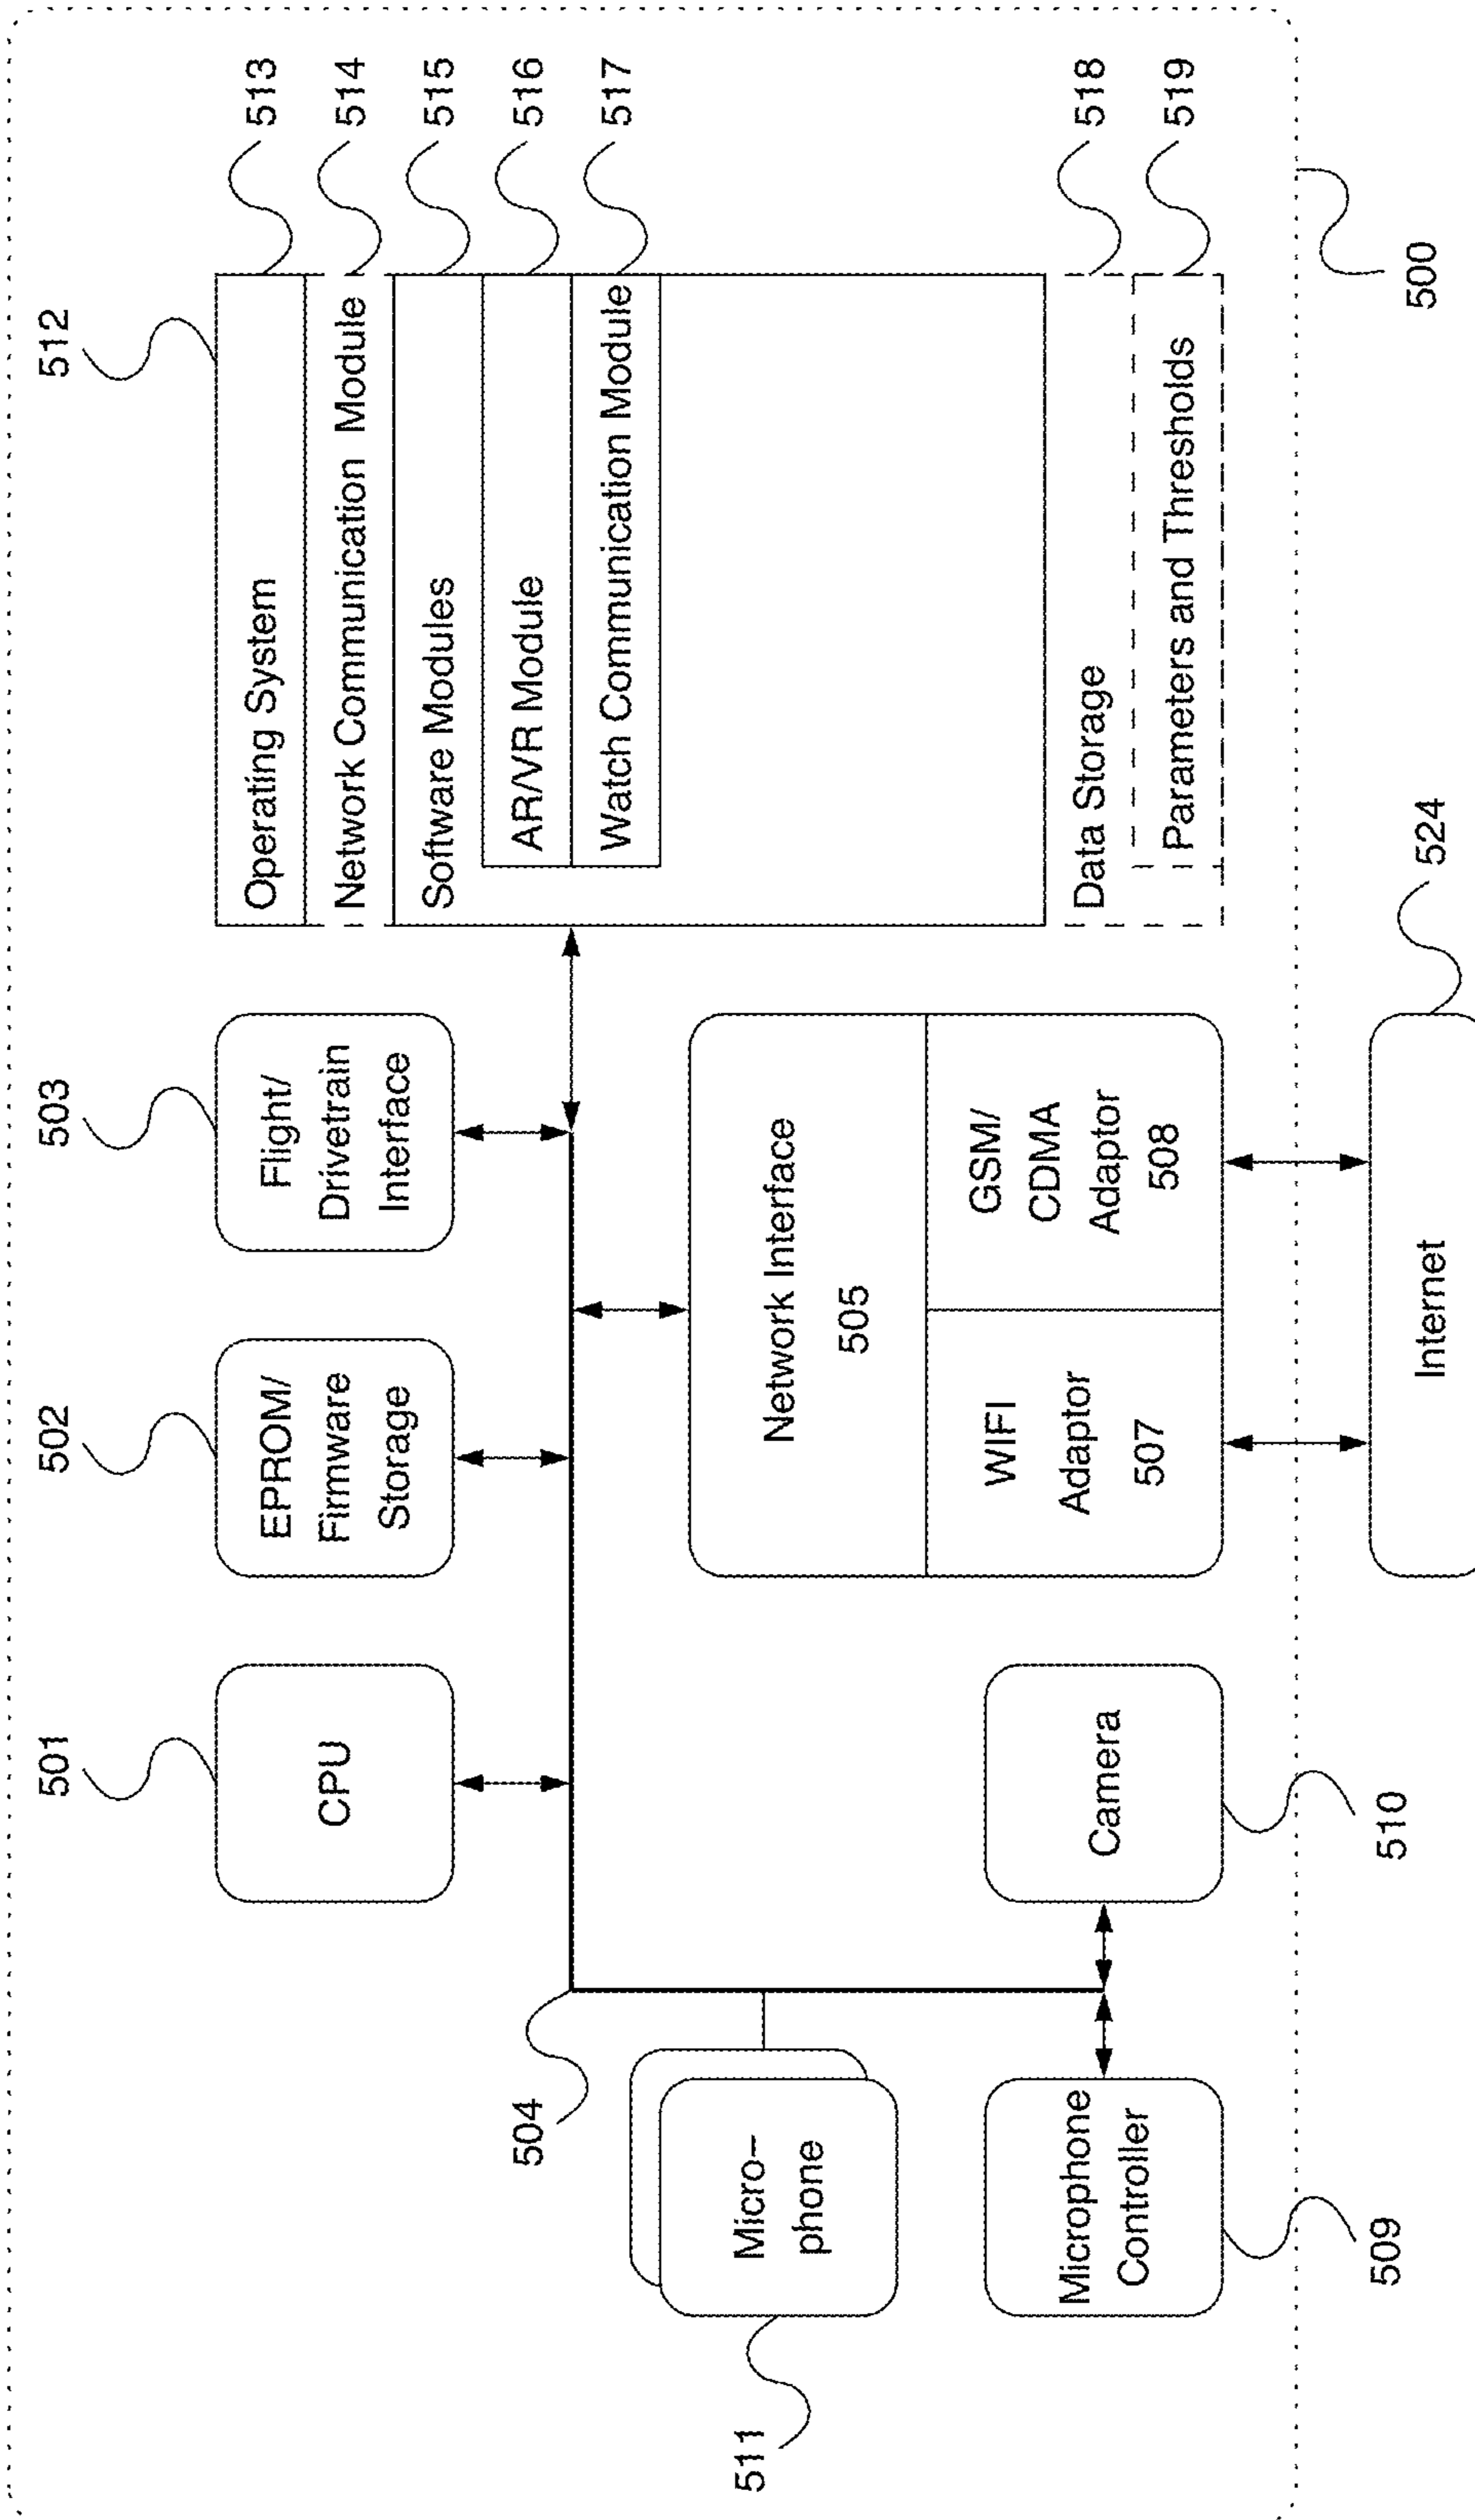 501
502
503
512
CPU
EPROM/
Firmware
Storage
Flight/
Drivetrain
Interface
Operating System
513
Network Communication Module
514
Software Modules
515
AR/VR Module
516
Watch Communication Module
517
504
511
Micro–
phone
Network Interface
505
WIFI
Adaptor
507
GSM/
CDMA
Adaptor
508
Microphone
Controller
Camera
Data Storage
518
Parameters and Thresholds
519
509
510
Internet
524
500